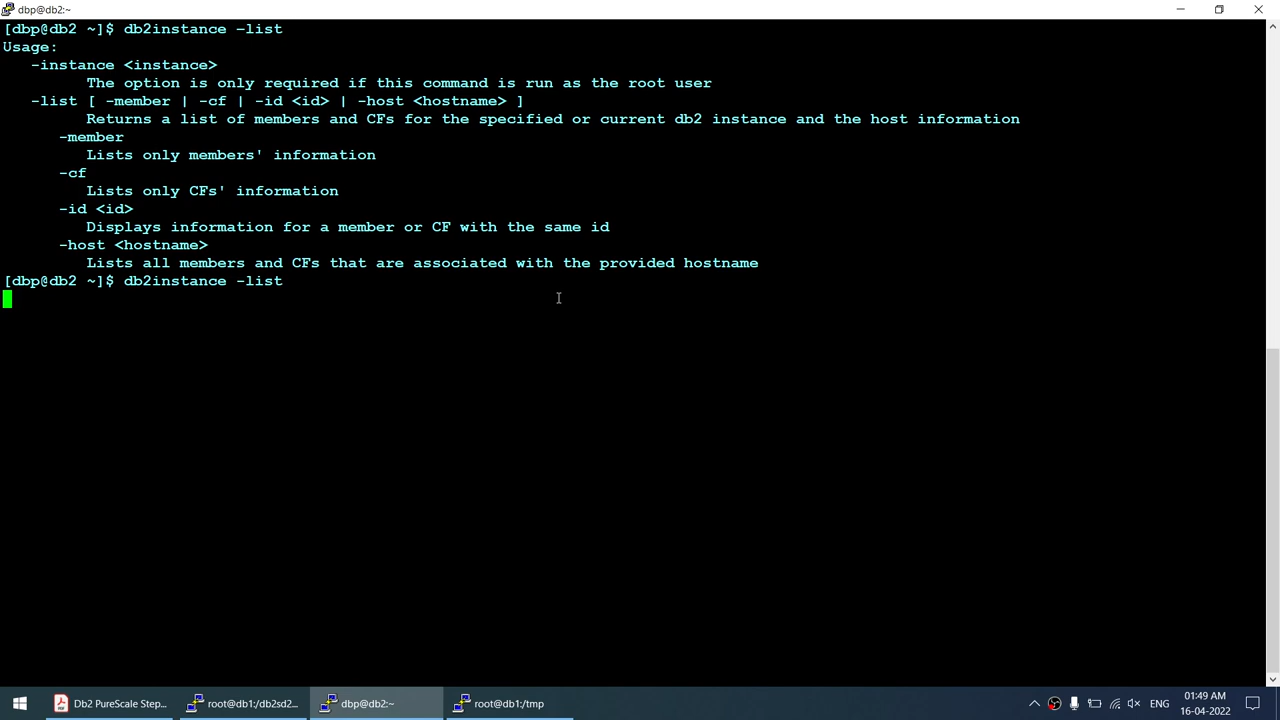 dbp@db2:~
[dbp@db2 ~]$ db2instance –list
Usage:
-instance <instance>
The option is only required if this command is run as the root user
-list [ -member | -cf | -id <id> | -host <hostname> ]
Returns a list of members and CFs for the specified or current db2 instance and the host information
-member
Lists only members' information
-cf
Lists only CFs' information
-id <id>
Displays information for a member or CF with the same id
-host <hostname>
Lists all members and CFs that are associated with the provided hostname
[dbp@db2 ~]$ db2instance -list
Db2 PureScale Step... root@db1:/db2sd2... dbp@db2:~ root@db1:/tmp ENG 01:49 AM
16-04-2022